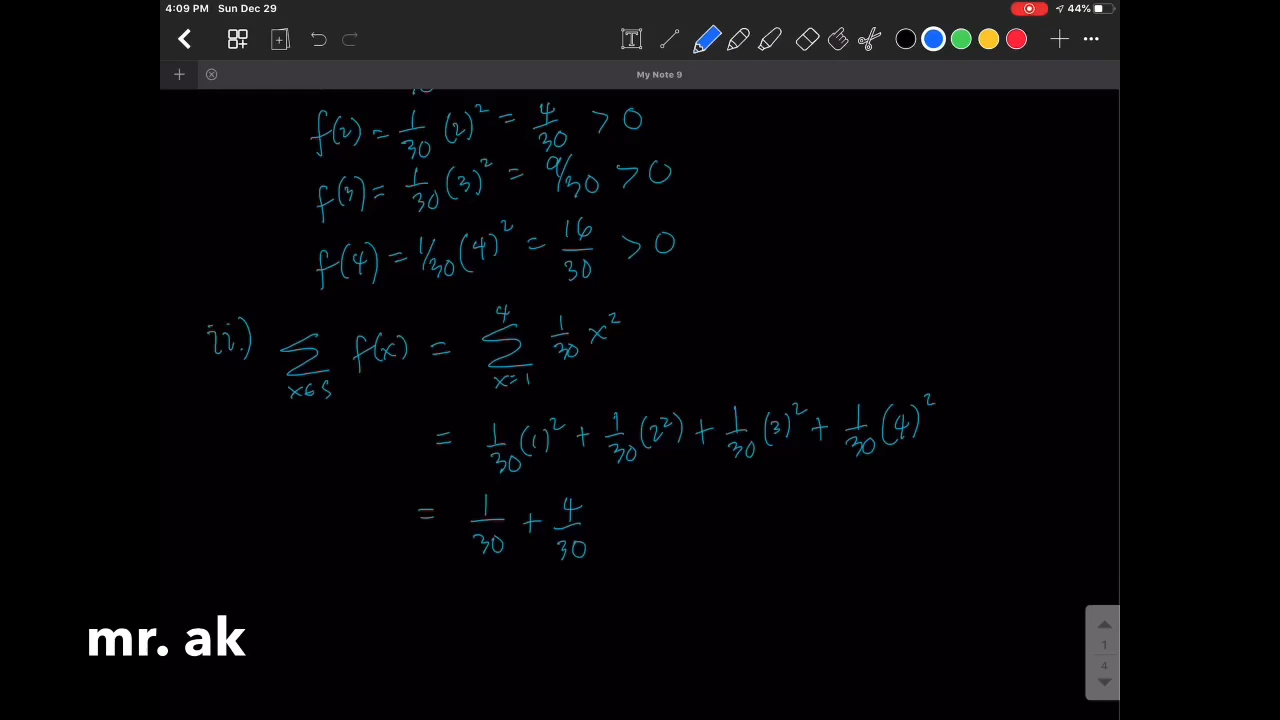 4:09 PM Sun Dec 29 44%
My Note 9
f(2) = 1/30 (2)² = 4/30 > 0
f(3) = 1/30 (3)² = 9/30 > 0
f(4) = 1/30 (4)² = 16/30 > 0
ii.) ∑_{x∈S} f(x) = ∑_{x=1}^{4} 1/30 x²
= 1/30 (1)² + 1/30 (2²) + 1/30 (3)² + 1/30 (4)²
= 1/30 + 4/30
mr. ak
1
4